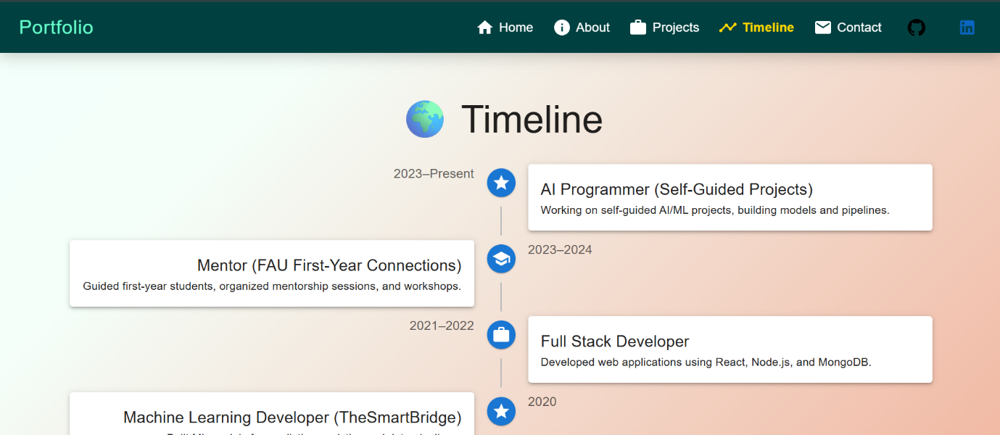 Portfolio
Home
About
Projects
Timeline
Contact
Timeline
2023–Present
AI Programmer (Self-Guided Projects)
Working on self-guided AI/ML projects, building models and pipelines.
2023–2024
Mentor (FAU First-Year Connections)
Guided first-year students, organized mentorship sessions, and workshops.
2021–2022
Full Stack Developer
Developed web applications using React, Node.js, and MongoDB.
2020
Machine Learning Developer (TheSmartBridge)